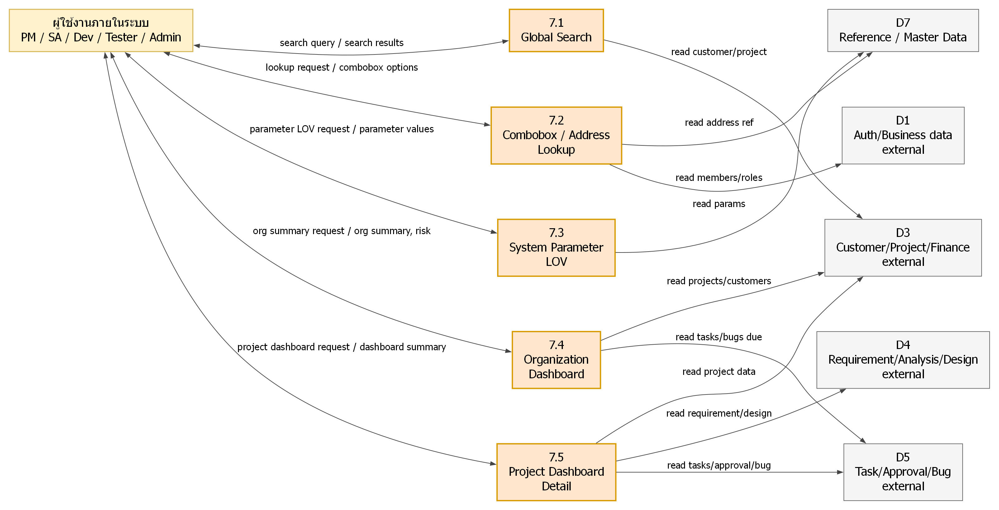 ผู้ใช้งานภายในระบบ
PM / SA / Dev / Tester / Admin
7.1
Global Search
D7
Reference / Master Data
search query / search results
read customer/project
lookup request / combobox options
7.2
Combobox / Address
Lookup
read address ref
D1
Auth/Business data
external
parameter LOV request / parameter values
read members/roles
read params
7.3
System Parameter
LOV
D3
Customer/Project/Finance
external
org summary request / org summary, risk
read projects/customers
7.4
Organization
Dashboard
read tasks/bugs due
D4
Requirement/Analysis/Design
external
project dashboard request / dashboard summary
read project data
read requirement/design
7.5
Project Dashboard
Detail
read tasks/approval/bug
D5
Task/Approval/Bug
external